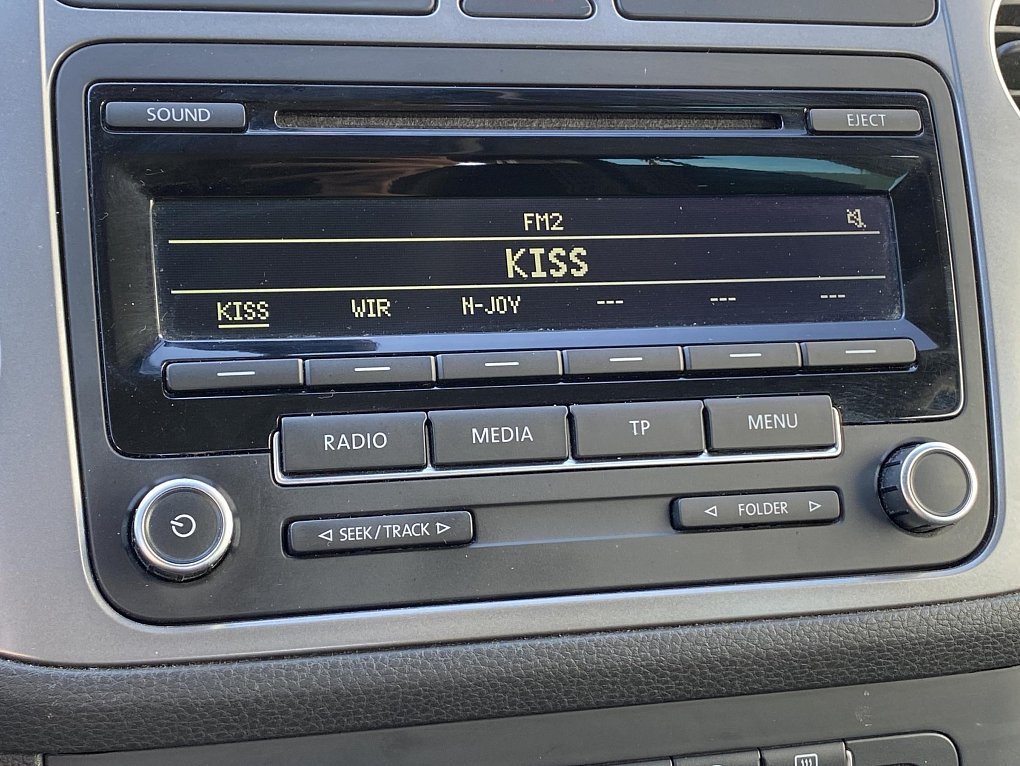 SOUND
EJECT
FM2
KISS
KISS WIR N-JOY --- --- ---
RADIO MEDIA TP MENU
SEEK/TRACK
FOLDER